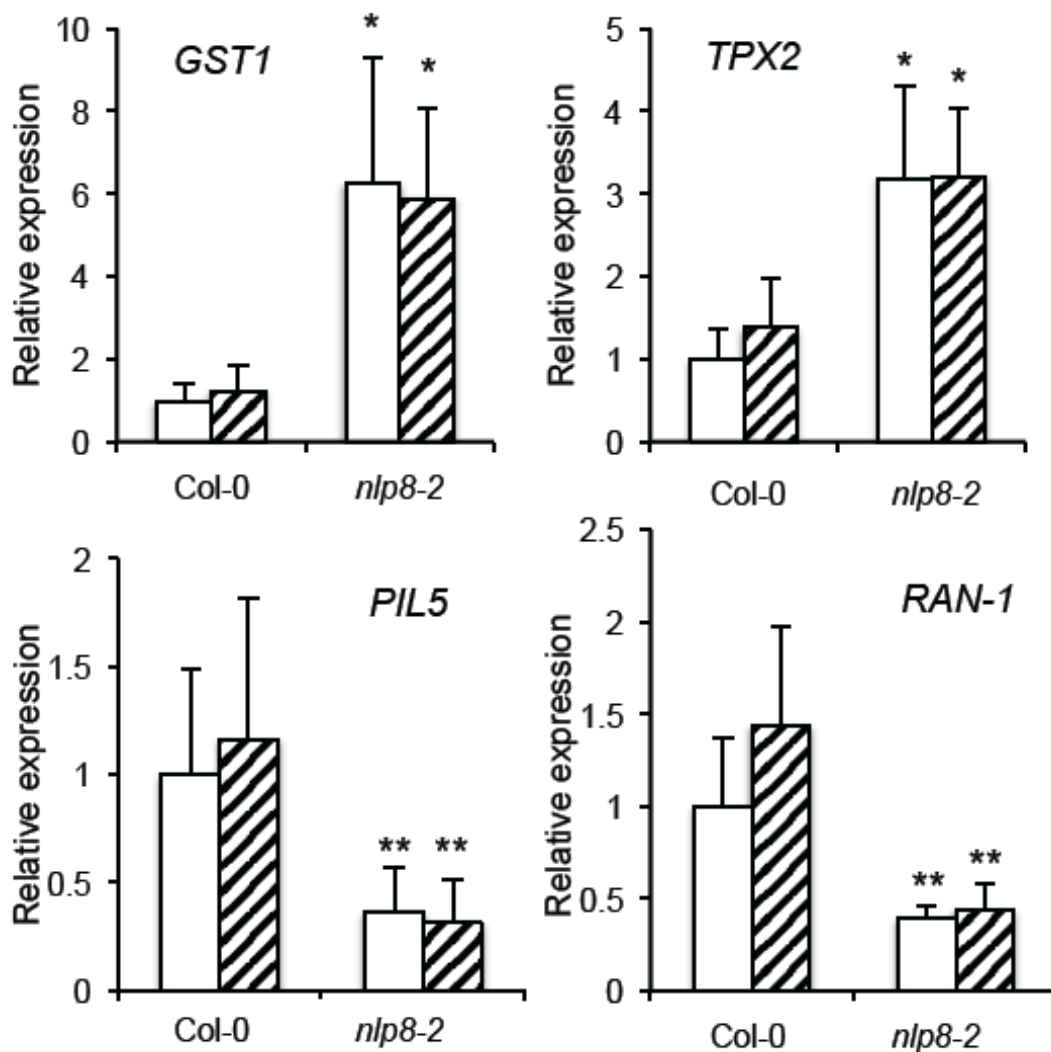 GST1
*
*
10
8
6
4
2
0
Relative expression
Col-0
nlp8-2
TPX2
*
*
5
4
3
2
1
0
Relative expression
Col-0
nlp8-2
PIL5
2
1.5
1
0.5
0
**
**
Relative expression
Col-0
nlp8-2
RAN-1
2.5
2
1.5
1
0.5
0
**
**
Relative expression
Col-0
nlp8-2